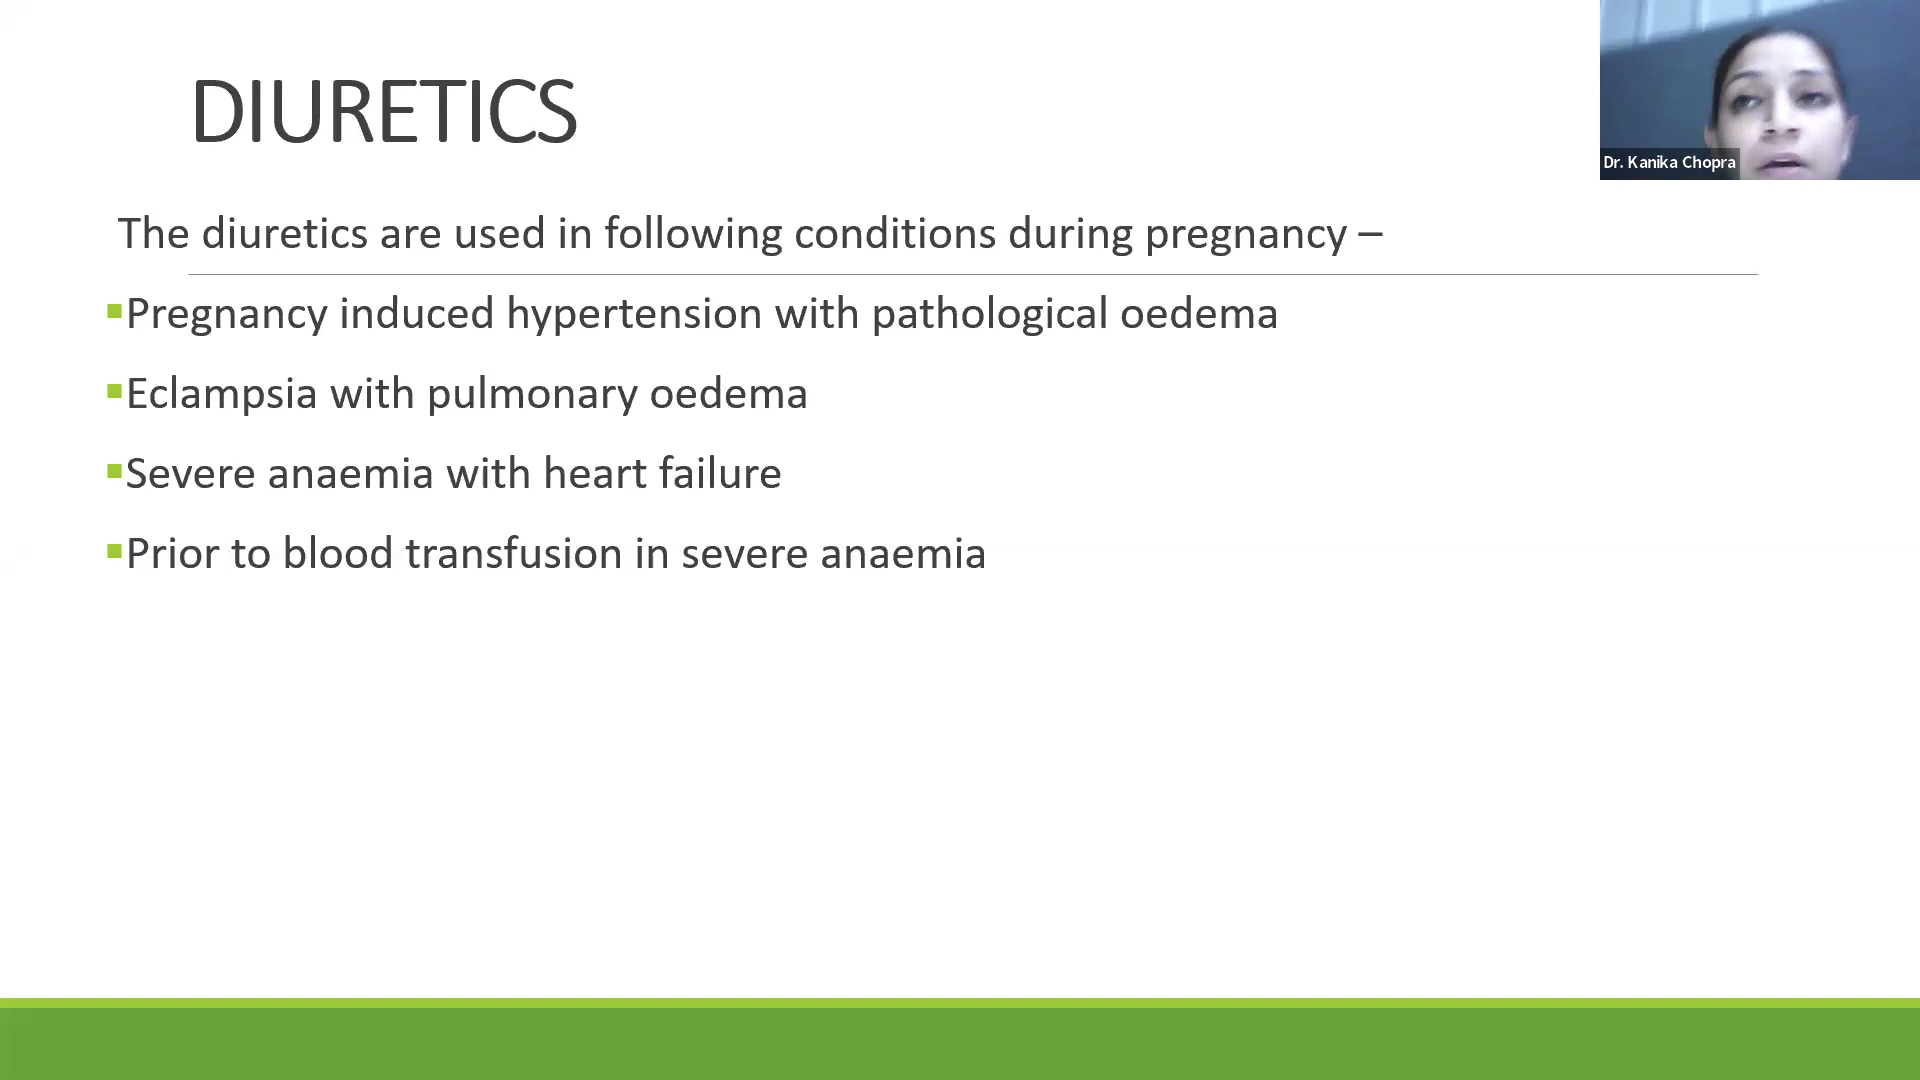 DIURETICS
Dr. Kanika Chopra
The diuretics are used in following conditions during pregnancy –
▪Pregnancy induced hypertension with pathological oedema
▪Eclampsia with pulmonary oedema
▪Severe anaemia with heart failure
▪Prior to blood transfusion in severe anaemia